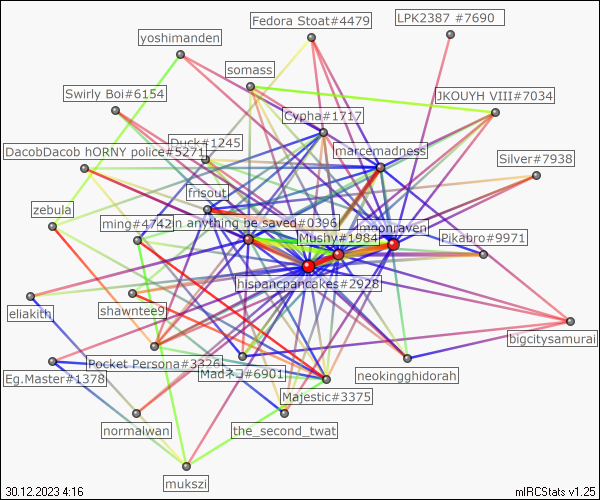 Fedora Stoat#4479
LPK2387 #7690
yoshimanden
somass
Swirly Boi#6154
JKOUYH VIII#7034
Cypha#1717
Duck#1245
DacobDacob hORNY police#5271
marcemadness
Silver#7938
frisout
zebula
ming#4742
n anything be saved#0396
moonraven
Mushy#1984
Pikabro#9971
hispancpancakes#2928
eliakith
shawntee9
bigcitysamurai
Pocket Persona#3326
Madネコ#6901
neokingghidorah
Eg.Master#1378
Majestic#3375
normalwan
the_second_twat
mukszi
30.12.2023 4:16
mIRCStats v1.25